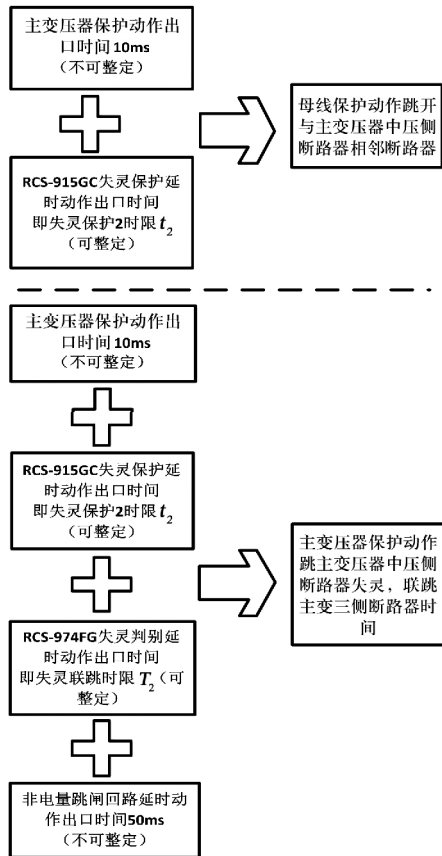 主变压器保护动作出
口时间10ms
（不可整定）
母线保护动作跳开
与主变压器中压侧
断路器相邻断路器
RCS-915GC失灵保护延
时动作出口时间
即失灵保护2时限 t₂
（可整定）
主变压器保护动作出
口时间10ms
（不可整定）
RCS-915GC失灵保护延
时动作出口时间
即失灵保护2时限 t₂
（可整定）
主变压器保护动作
跳主变压器中压侧
断路器失灵，联跳
主变三侧断路器时
间
RCS-974FG失灵判别延
时动作出口时间
即失灵联跳时限 T₂（可
整定）
非电量跳闸回路延时动
作出口时间50ms
（不可整定）